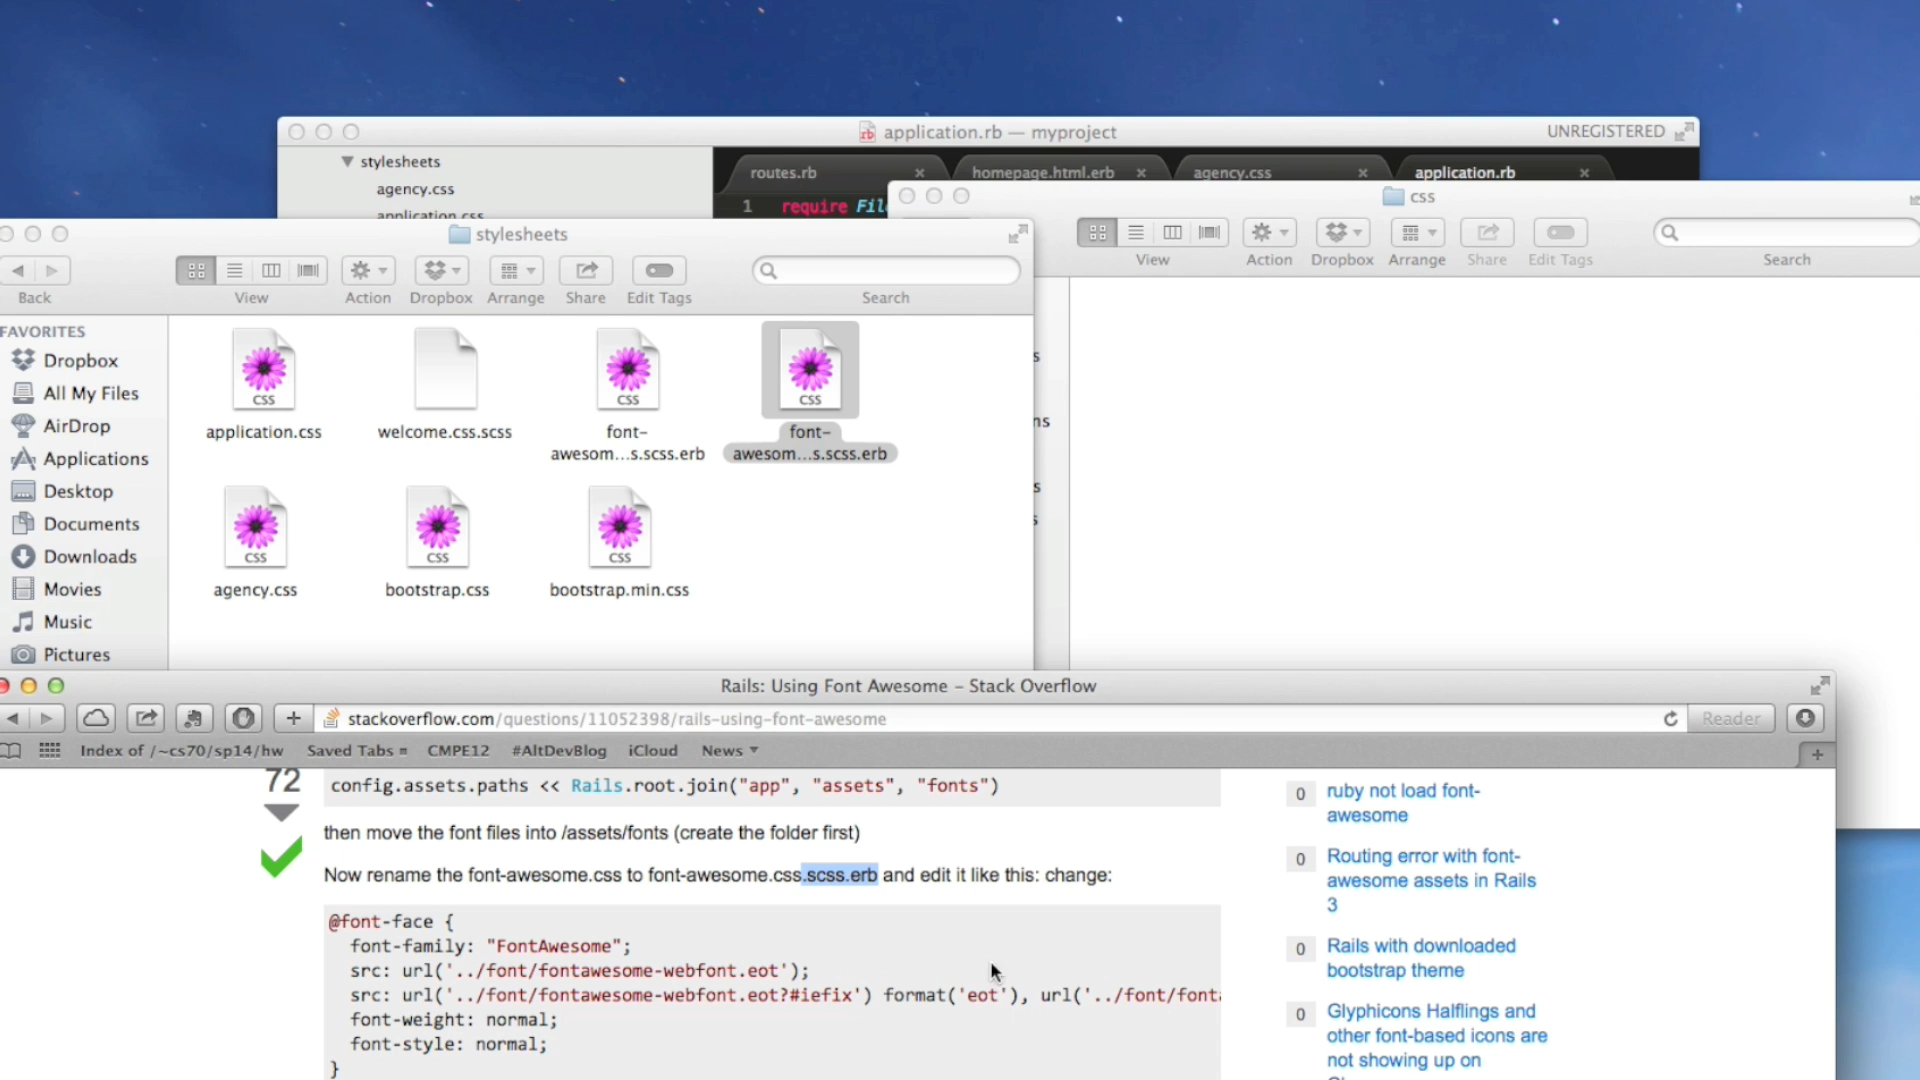 application.rb — myproject
UNREGISTERED
stylesheets
agency.css
application.css
routes.rb
homepage.html.erb
agency.css
application.rb
1 require Fil
css
View
Action
Dropbox
Arrange
Share
Edit Tags
Search
stylesheets
Back
View
Action
Dropbox
Arrange
Share
Edit Tags
Search
FAVORITES
Dropbox
All My Files
AirDrop
Applications
Desktop
Documents
Downloads
Movies
Music
Pictures
CSS
application.css
welcome.css.scss
CSS
font-
awesom...s.scss.erb
CSS
font-
awesom...s.scss.erb
CSS
agency.css
CSS
bootstrap.css
CSS
bootstrap.min.css
s
ns
s
s
Rails: Using Font Awesome – Stack Overflow
stackoverflow.com/questions/11052398/rails-using-font-awesome
Reader
Index of /~cs70/sp14/hw
Saved Tabs
CMPE12
#AltDevBlog
iCloud
News
72
config.assets.paths << Rails.root.join("app", "assets", "fonts")
then move the font files into /assets/fonts (create the folder first)
Now rename the font-awesome.css to font-awesome.css.scss.erb and edit it like this: change:
@font-face {
font-family: "FontAwesome";
src: url('../font/fontawesome-webfont.eot');
src: url('../font/fontawesome-webfont.eot?#iefix') format('eot'), url('../font/font
font-weight: normal;
font-style: normal;
}
0 ruby not load font-
awesome
0 Routing error with font-
awesome assets in Rails
3
0 Rails with downloaded
bootstrap theme
0 Glyphicons Halflings and
other font-based icons are
not showing up on